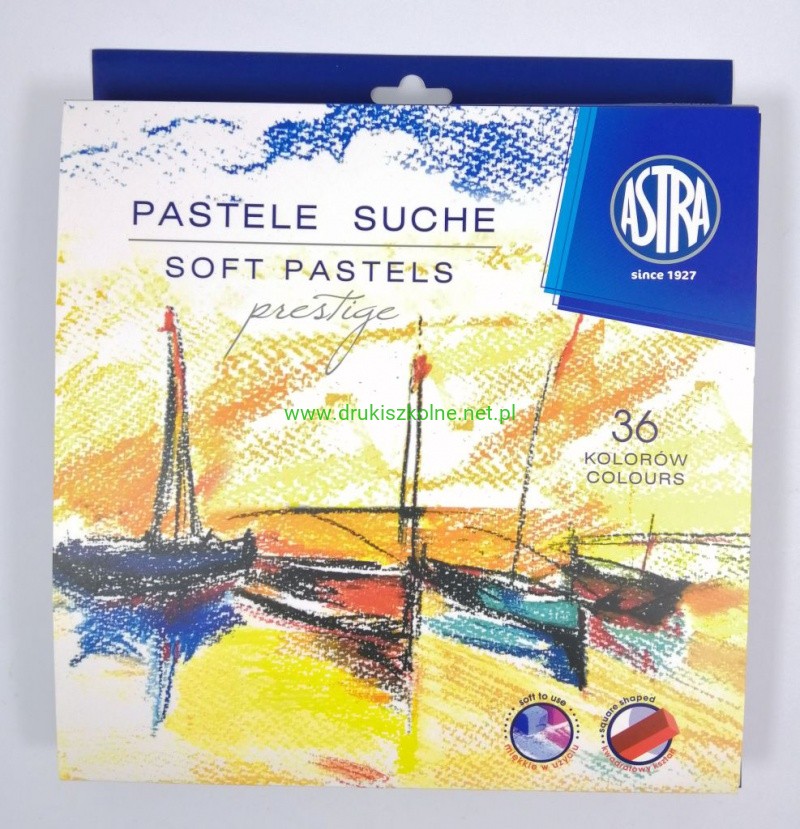 PASTELE SUCHE
SOFT PASTELS
prestige
ASTRA
since 1927
www.drukiszkolne.net.pl
36
KOLORÓW
COLOURS
soft to use
miękkie w użyciu
square shaped
kwadratowy kształt